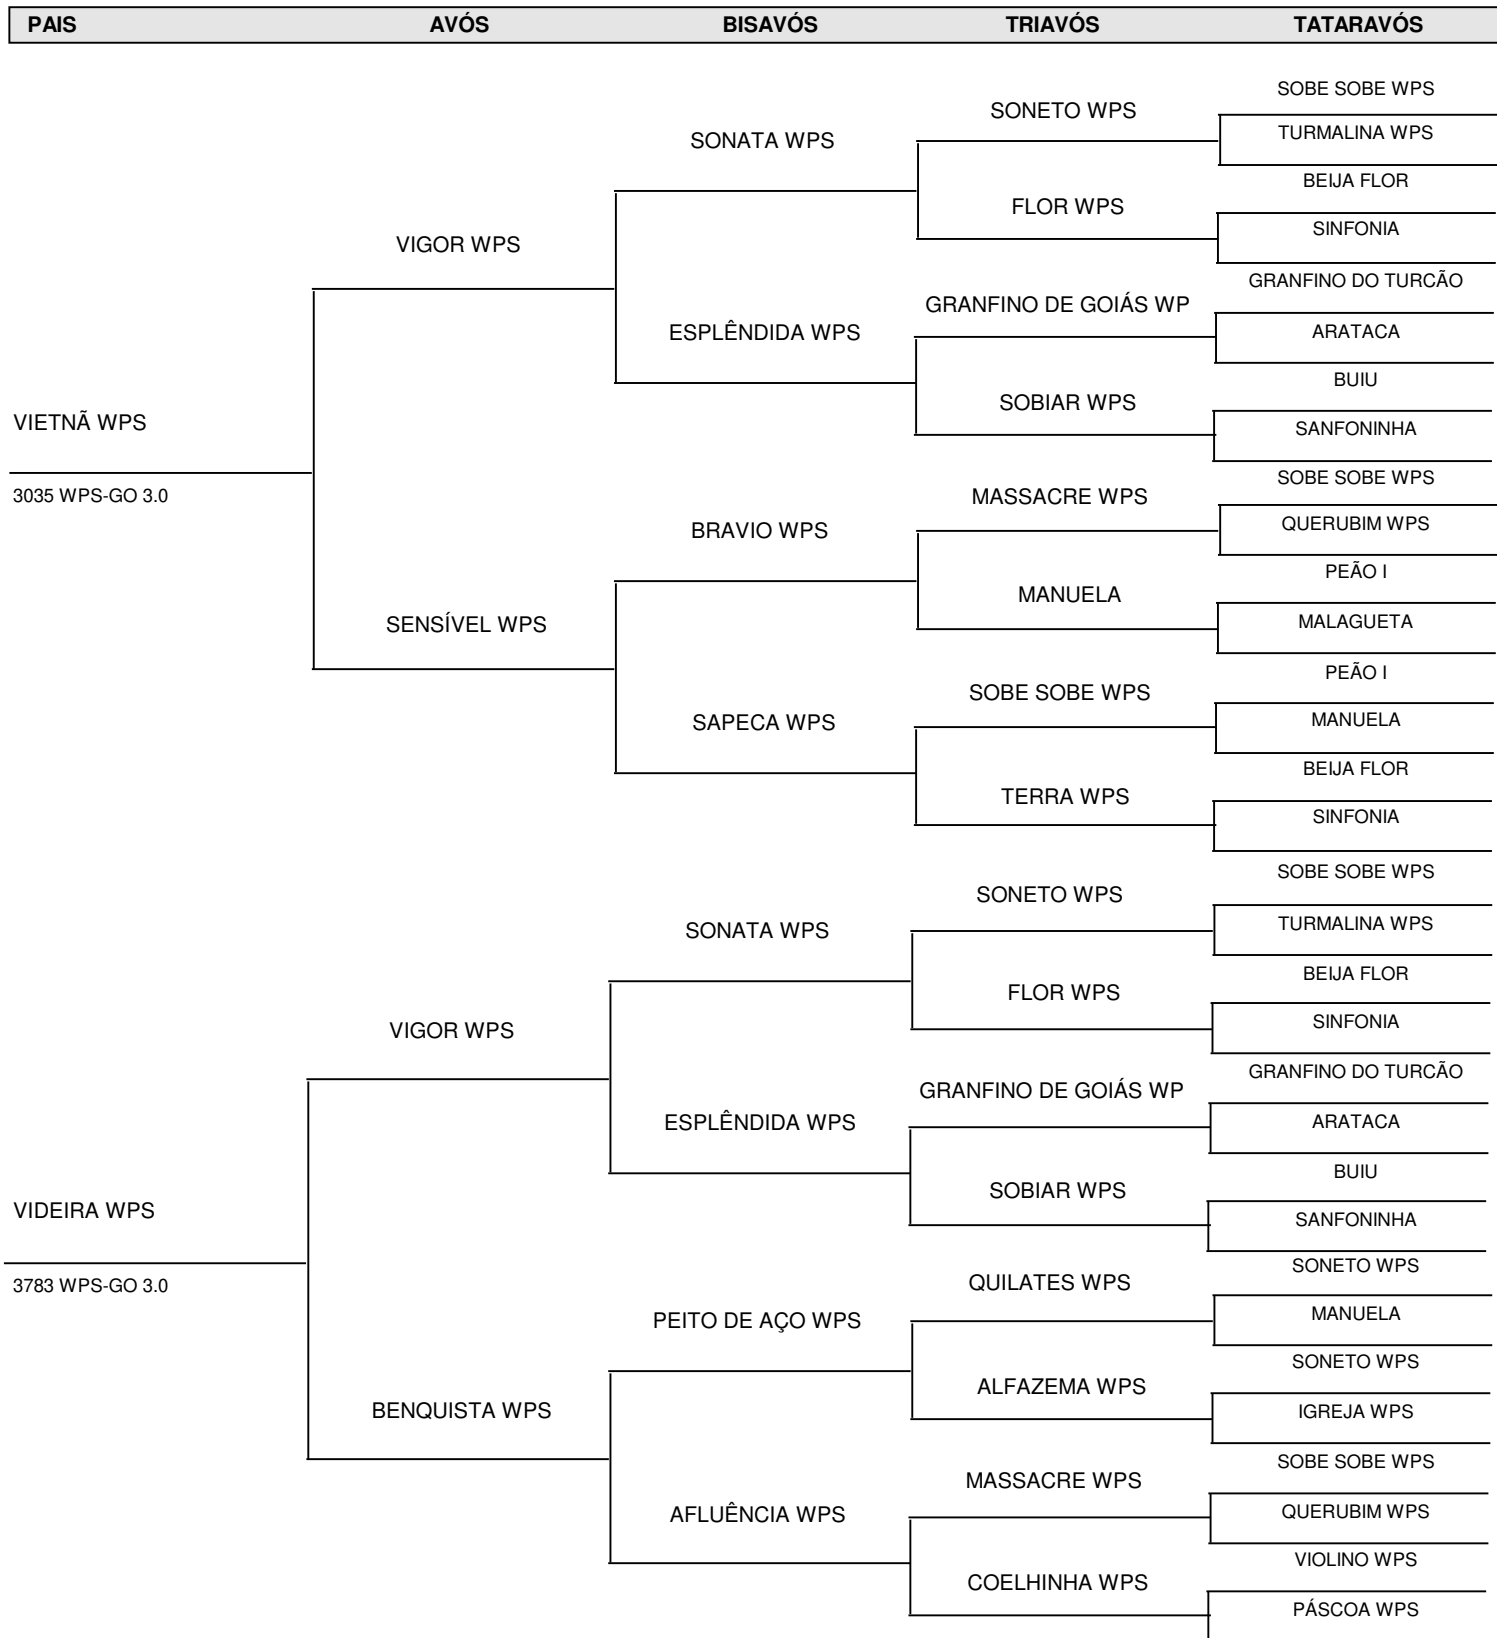 PAIS AVÓS BISAVÓS TRIAVÓS TATARAVÓS
SOBE SOBE WPS
SONETO WPS
TURMALINA WPS
SONATA WPS
BEIJA FLOR
FLOR WPS
SINFONIA
VIGOR WPS
GRANFINO DO TURCÃO
GRANFINO DE GOIÁS WP
ARATACA
ESPLÊNDIDA WPS
BUIU
SOBIAR WPS
VIETNÃ WPS
SANFONINHA
SOBE SOBE WPS
3035 WPS-GO 3.0
MASSACRE WPS
QUERUBIM WPS
BRAVIO WPS
PEÃO I
MANUELA
MALAGUETA
SENSÍVEL WPS
PEÃO I
SOBE SOBE WPS
MANUELA
SAPECA WPS
BEIJA FLOR
TERRA WPS
SINFONIA
SOBE SOBE WPS
SONETO WPS
TURMALINA WPS
SONATA WPS
BEIJA FLOR
FLOR WPS
SINFONIA
VIGOR WPS
GRANFINO DO TURCÃO
GRANFINO DE GOIÁS WP
ARATACA
ESPLÊNDIDA WPS
BUIU
SOBIAR WPS
VIDEIRA WPS
SANFONINHA
SONETO WPS
3783 WPS-GO 3.0
QUILATES WPS
MANUELA
PEITO DE AÇO WPS
SONETO WPS
ALFAZEMA WPS
BENQUISTA WPS
IGREJA WPS
SOBE SOBE WPS
MASSACRE WPS
QUERUBIM WPS
AFLUÊNCIA WPS
VIOLINO WPS
COELHINHA WPS
PÁSCOA WPS